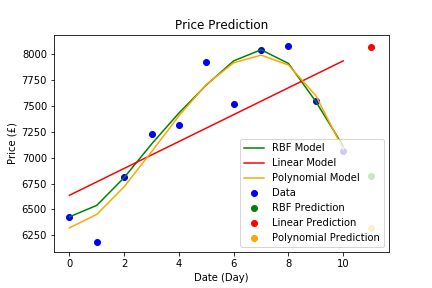 Price Prediction
8000
7750
7500
7250
7000
6750
6500
6250
Price (£)
0
2
4
6
8
10
Date (Day)
RBF Model
Linear Model
Polynomial Model
Data
RBF Prediction
Linear Prediction
Polynomial Prediction